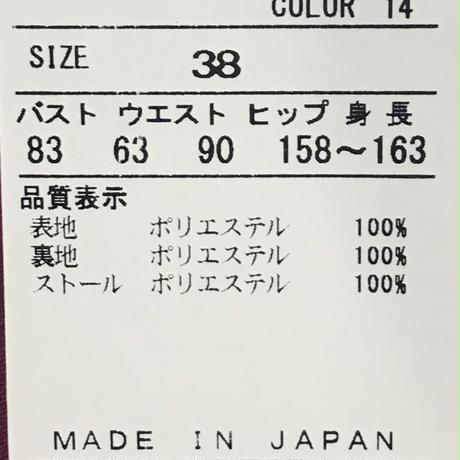 COLOR 14
SIZE 38
バスト ウエスト ヒップ 身長
83 63 90 158～163
品質表示
表地 ポリエステル 100%
裏地 ポリエステル 100%
ストール ポリエステル 100%
MADE IN JAPAN